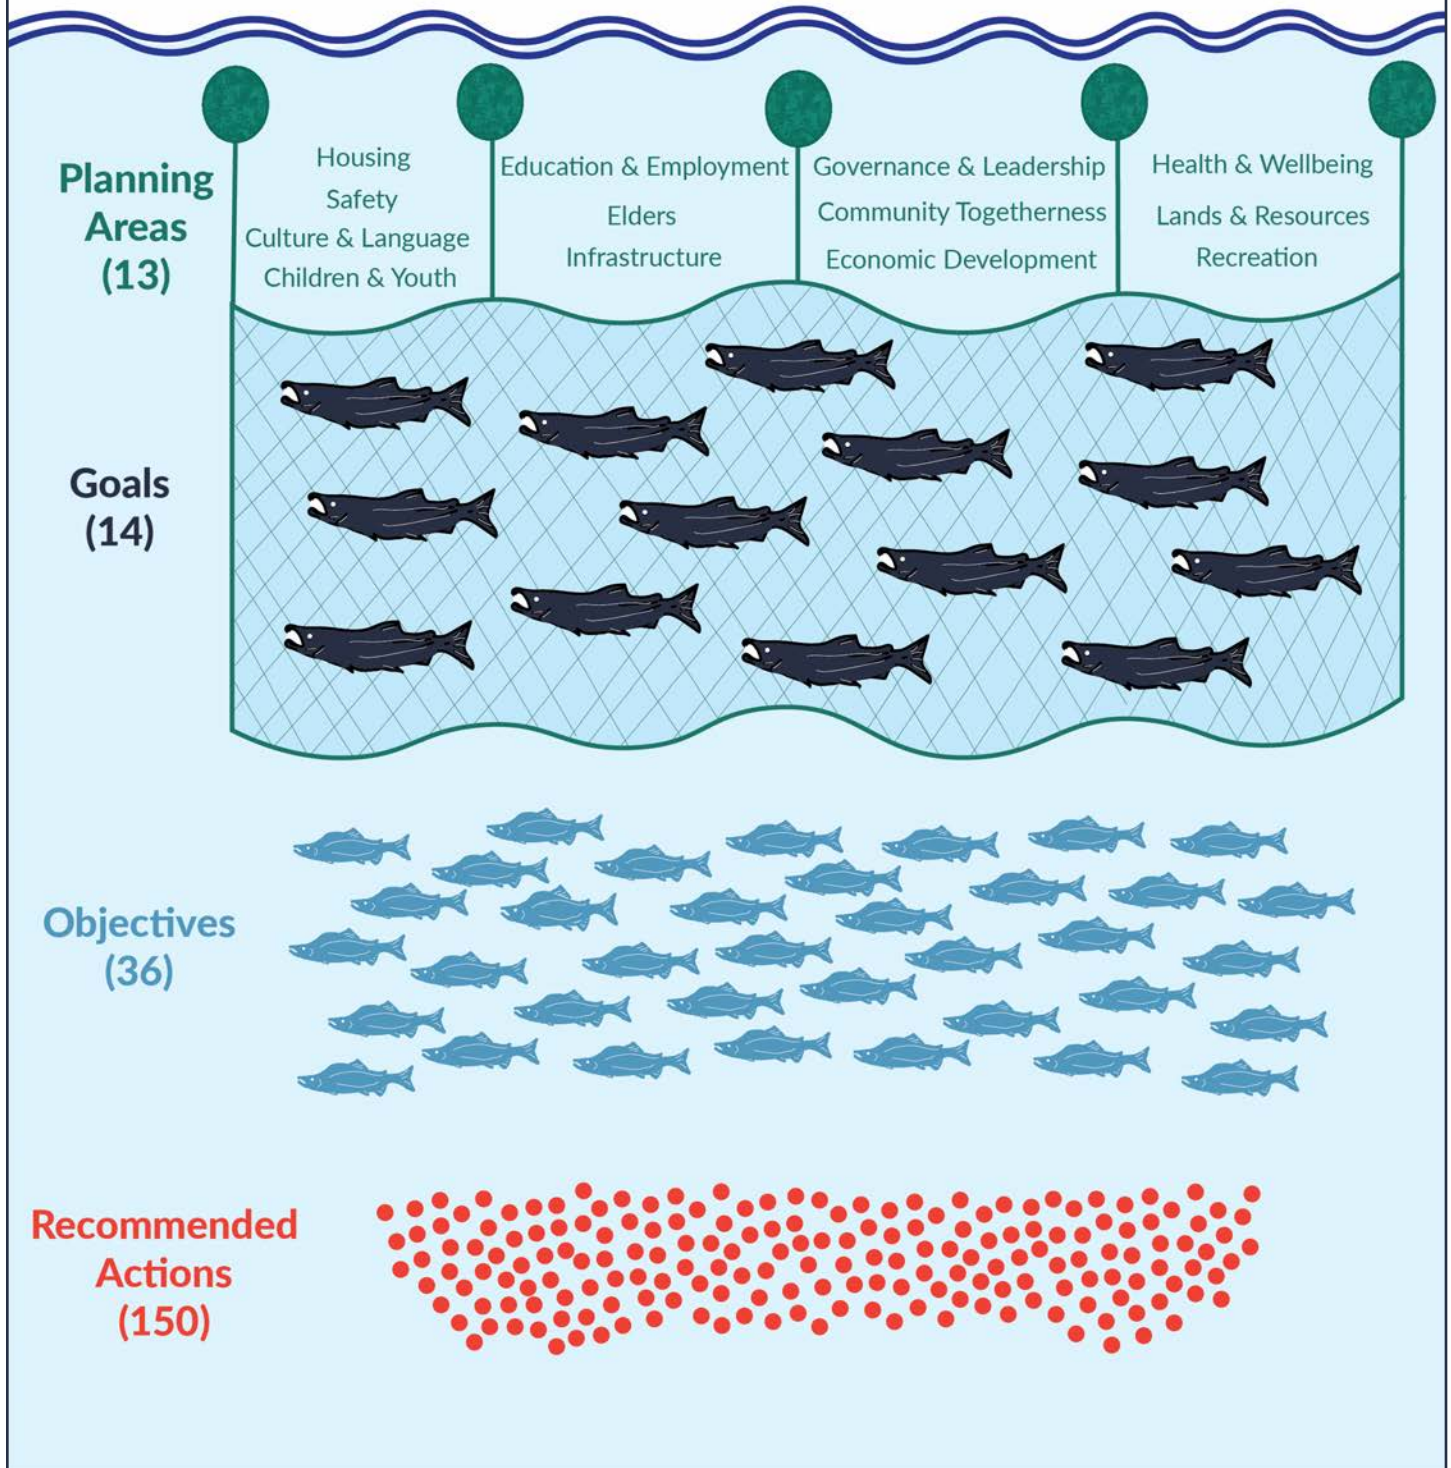 Planning
Areas
(13)
Housing
Safety
Culture & Language
Children & Youth
Education & Employment
Elders
Infrastructure
Governance & Leadership
Community Togetherness
Economic Development
Health & Wellbeing
Lands & Resources
Recreation
Goals
(14)
Objectives
(36)
Recommended
Actions
(150)